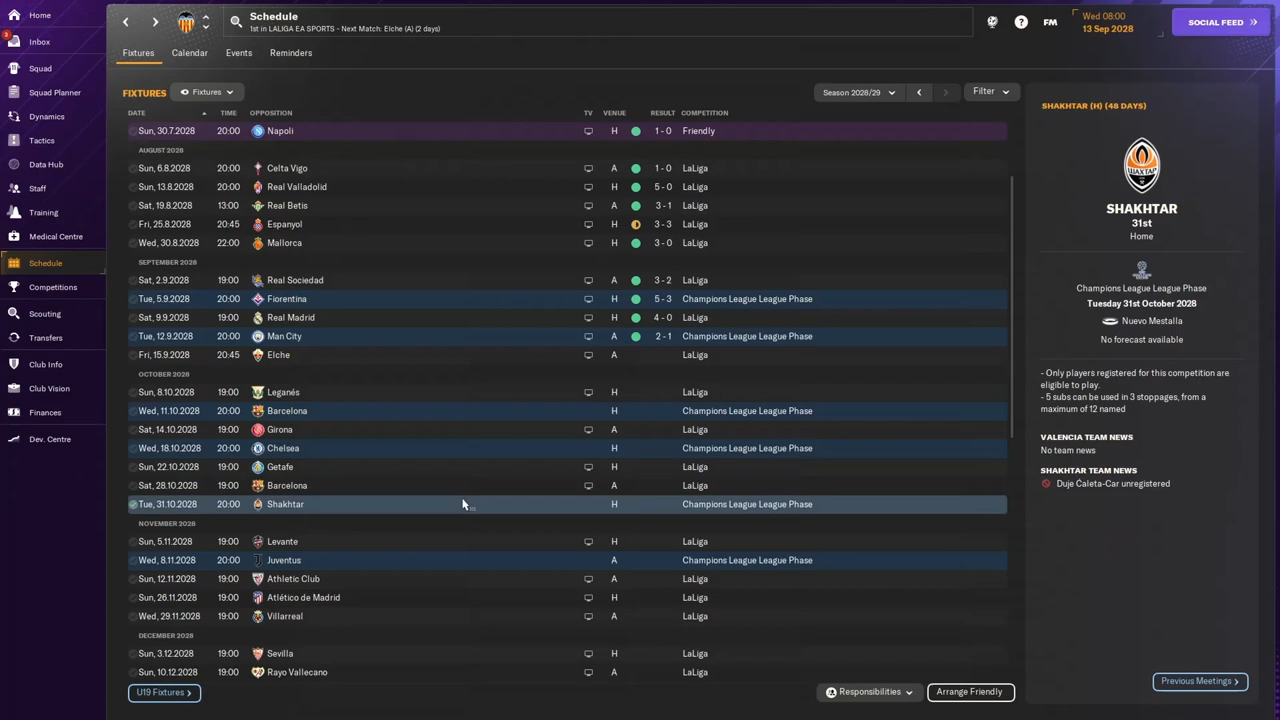 Home
3
Inbox
Squad
Squad Planner
Dynamics
Tactics
Data Hub
Staff
Training
Medical Centre
Schedule
Competitions
Scouting
Transfers
Club Info
Club Vision
Finances
Dev. Centre
Schedule
1st in LALIGA EA SPORTS - Next Match: Elche (A) (2 days)
FM
Wed 08:00
13 Sep 2028
SOCIAL FEED
Fixtures Calendar Events Reminders
FIXTURES Fixtures Season 2028/29 Filter
DATE TIME OPPOSITION TV VENUE RESULT COMPETITION
Sun, 30.7.2028 20:00 Napoli H 1 - 0 Friendly
AUGUST 2028
Sun, 6.8.2028 20:00 Celta Vigo A 1 - 0 LaLiga
Sun, 13.8.2028 20:00 Real Valladolid H 5 - 0 LaLiga
Sat, 19.8.2028 13:00 Real Betis A 3 - 1 LaLiga
Fri, 25.8.2028 20:45 Espanyol H 3 - 3 LaLiga
Wed, 30.8.2028 22:00 Mallorca H 3 - 0 LaLiga
SEPTEMBER 2028
Sat, 2.9.2028 19:00 Real Sociedad A 3 - 2 LaLiga
Tue, 5.9.2028 20:00 Fiorentina H 5 - 3 Champions League League Phase
Sat, 9.9.2028 19:00 Real Madrid H 4 - 0 LaLiga
Tue, 12.9.2028 20:00 Man City A 2 - 1 Champions League League Phase
Fri, 15.9.2028 20:45 Elche A LaLiga
OCTOBER 2028
Sun, 8.10.2028 19:00 Leganés H LaLiga
Wed, 11.10.2028 20:00 Barcelona H Champions League League Phase
Sat, 14.10.2028 19:00 Girona A LaLiga
Wed, 18.10.2028 20:00 Chelsea H Champions League League Phase
Sun, 22.10.2028 19:00 Getafe H LaLiga
Sat, 28.10.2028 19:00 Barcelona A LaLiga
Tue, 31.10.2028 20:00 Shakhtar H Champions League League Phase
NOVEMBER 2028
Sun, 5.11.2028 19:00 Levante H LaLiga
Wed, 8.11.2028 20:00 Juventus A Champions League League Phase
Sun, 12.11.2028 19:00 Athletic Club A LaLiga
Sun, 26.11.2028 19:00 Atlético de Madrid H LaLiga
Wed, 29.11.2028 19:00 Villarreal A LaLiga
DECEMBER 2028
Sun, 3.12.2028 19:00 Sevilla H LaLiga
Sun, 10.12.2028 19:00 Rayo Vallecano A LaLiga
U19 Fixtures Responsibilities Arrange Friendly
SHAKHTAR (H) (48 DAYS)
ШАХТАР
SHAKHTAR
31st
Home
Champions League League Phase
Tuesday 31st October 2028
Nuevo Mestalla
No forecast available
- Only players registered for this competition are
eligible to play.
- 5 subs can be used in 3 stoppages, from a
maximum of 12 named
VALENCIA TEAM NEWS
No team news
SHAKHTAR TEAM NEWS
Duje Ćaleta-Car unregistered
Previous Meetings